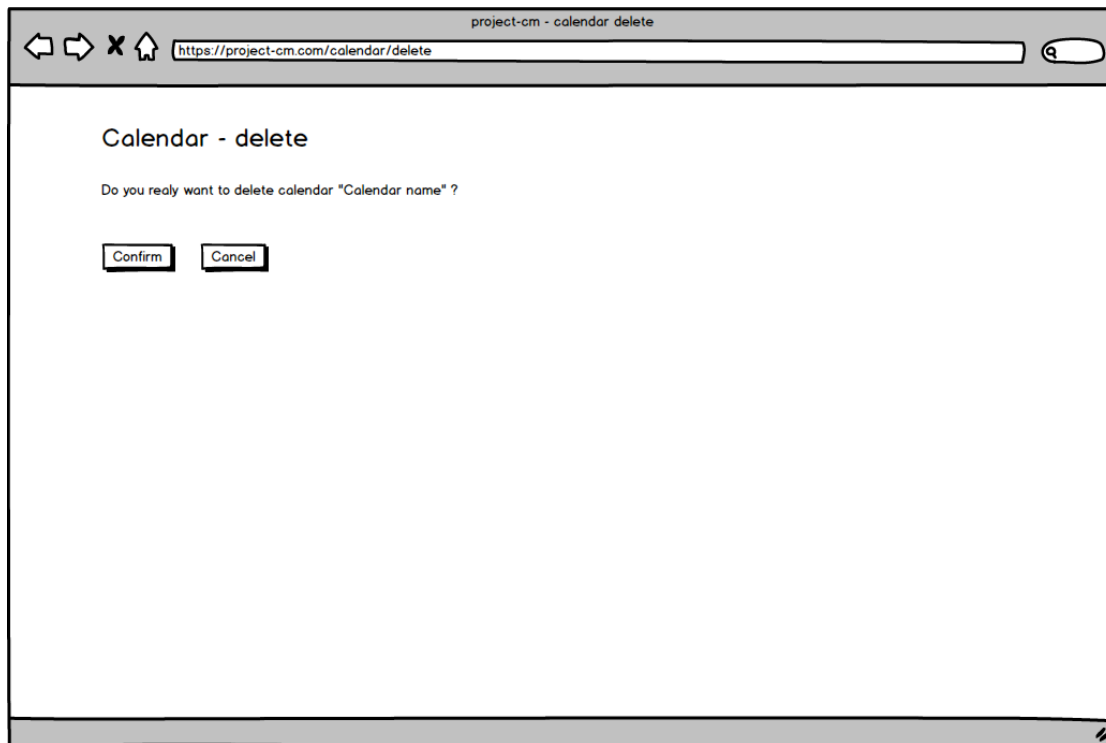 project-cm - calendar delete
https://project-cm.com/calendar/delete
Calendar - delete
Do you realy want to delete calendar "Calendar name" ?
Confirm Cancel